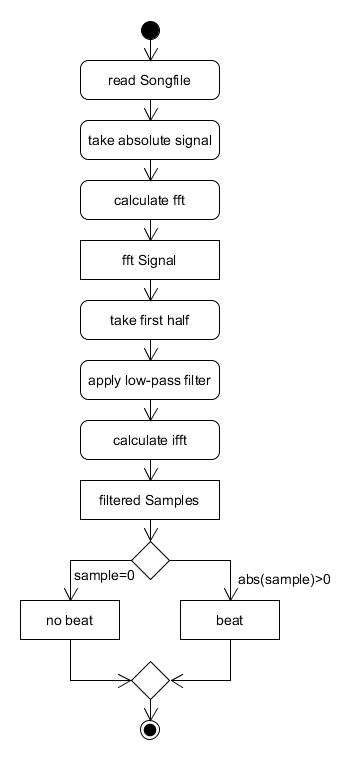 read Songfile
take absolute signal
calculate fft
fft Signal
take first half
apply low-pass filter
calculate ifft
filtered Samples
sample=0
abs(sample)>0
no beat
beat